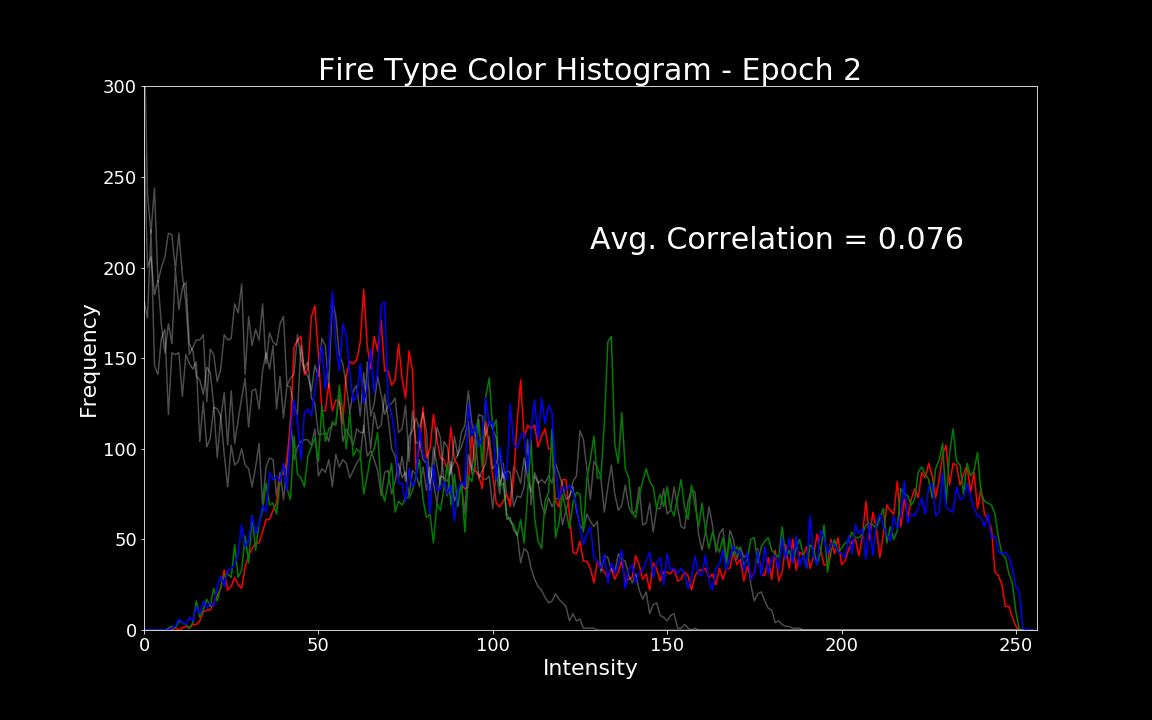 Fire Type Color Histogram - Epoch 2
300
250
200
150
100
50
0
Frequency
Avg. Correlation = 0.076
0 50 100 150 200 250
Intensity